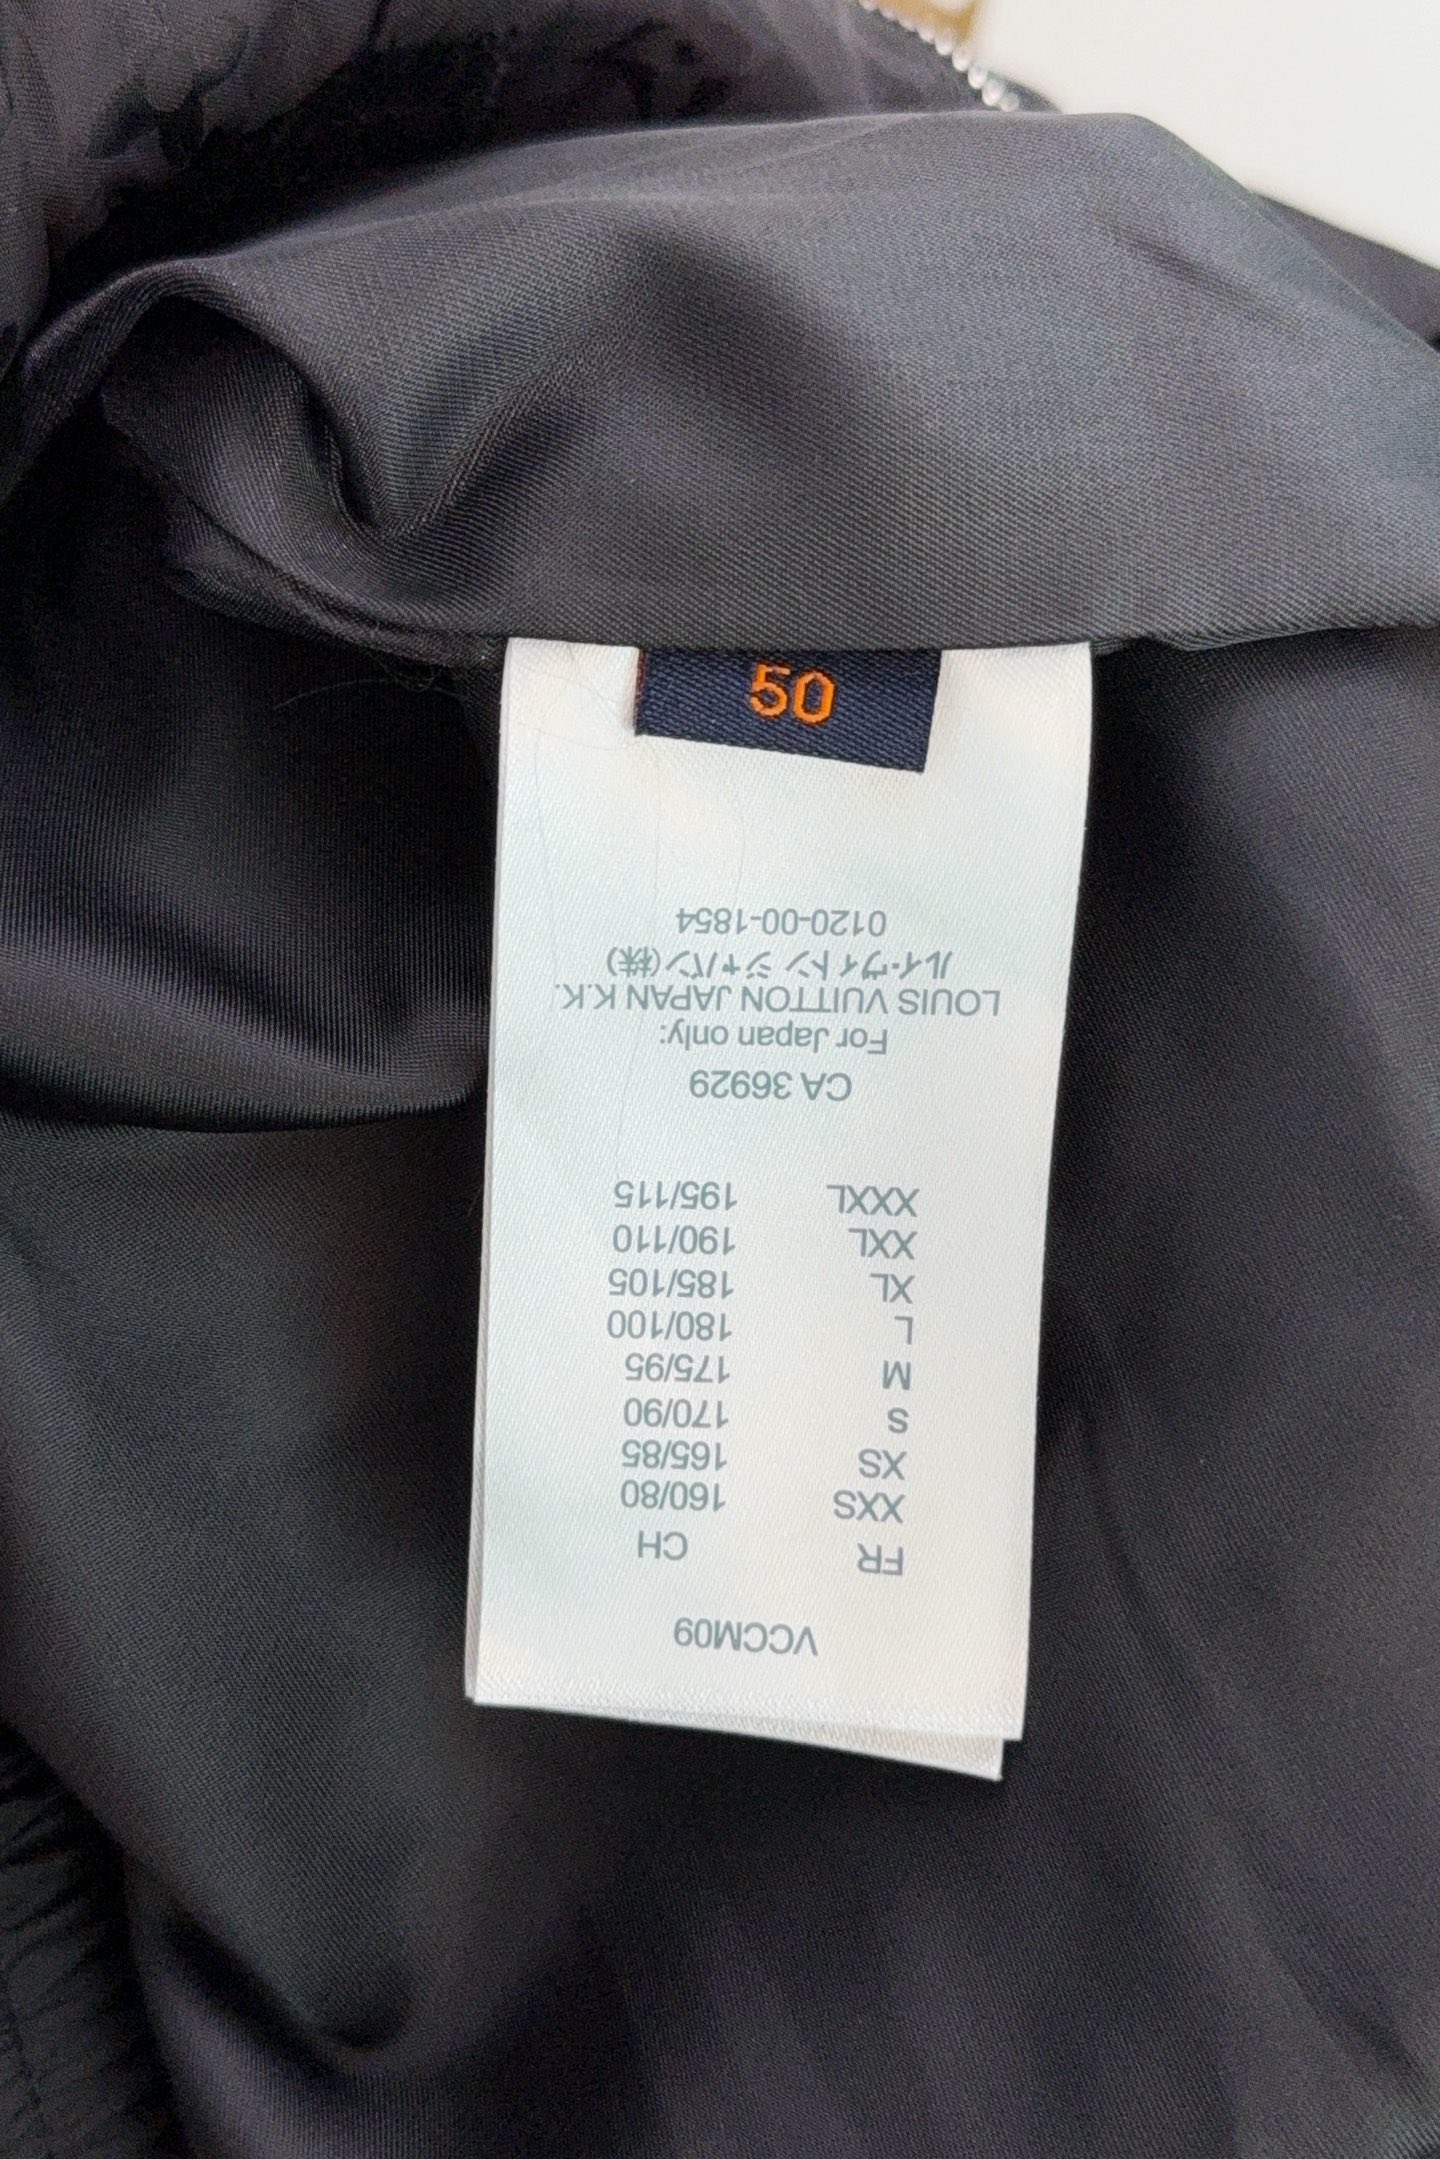 VCCM09
FR CH
XXS 160/80
XS 165/85
S 170/90
M 175/95
L 180/100
XL 185/105
XXL 190/110
XXXL 195/115
CA 36929
For Japan only:
LOUIS VUITTON JAPAN K.K.
ルイ･ヴィトン ジャパン(株)
0120-00-1854
50